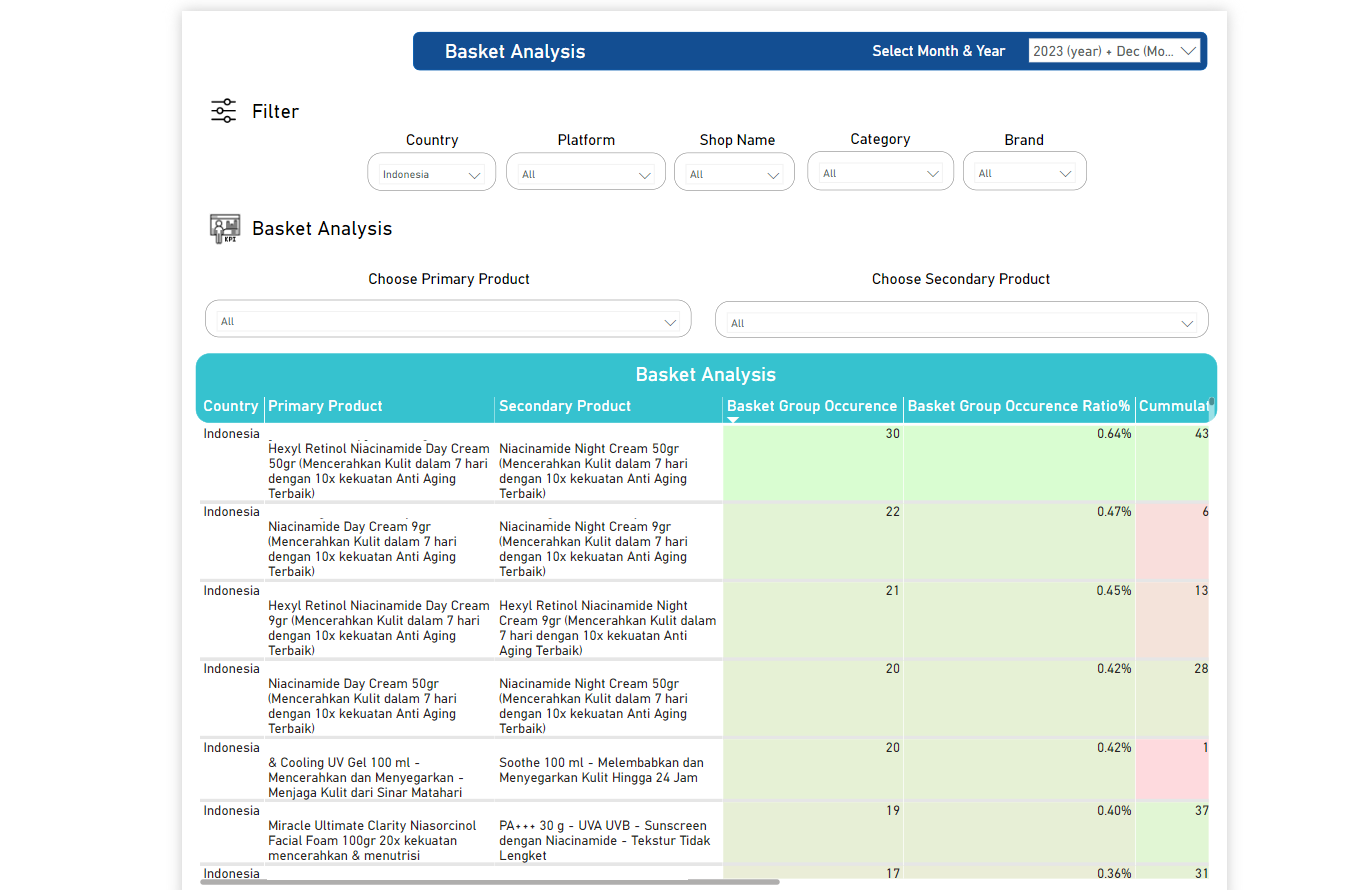 Basket Analysis
Select Month & Year
2023 (year) + Dec (Mo...
Filter
Country
Platform
Shop Name
Category
Brand
Indonesia
All
All
All
All
KPI
Basket Analysis
Choose Primary Product
Choose Secondary Product
All
All
Basket Analysis
Country Primary Product Secondary Product Basket Group Occurence Basket Group Occurence Ratio% Cummulat
Indonesia
30 0.64% 43
Hexyl Retinol Niacinamide Day Cream
50gr (Mencerahkan Kulit dalam 7 hari
dengan 10x kekuatan Anti Aging
Terbaik)
Niacinamide Night Cream 50gr
(Mencerahkan Kulit dalam 7 hari
dengan 10x kekuatan Anti Aging
Terbaik)
Indonesia
22 0.47% 6
Niacinamide Day Cream 9gr
(Mencerahkan Kulit dalam 7 hari
dengan 10x kekuatan Anti Aging
Terbaik)
Niacinamide Night Cream 9gr
(Mencerahkan Kulit dalam 7 hari
dengan 10x kekuatan Anti Aging
Terbaik)
Indonesia
21 0.45% 13
Hexyl Retinol Niacinamide Day Cream
9gr (Mencerahkan Kulit dalam 7 hari
dengan 10x kekuatan Anti Aging
Terbaik)
Hexyl Retinol Niacinamide Night
Cream 9gr (Mencerahkan Kulit dalam
7 hari dengan 10x kekuatan Anti
Aging Terbaik)
Indonesia
20 0.42% 28
Niacinamide Day Cream 50gr
(Mencerahkan Kulit dalam 7 hari
dengan 10x kekuatan Anti Aging
Terbaik)
Niacinamide Night Cream 50gr
(Mencerahkan Kulit dalam 7 hari
dengan 10x kekuatan Anti Aging
Terbaik)
Indonesia
20 0.42% 1
& Cooling UV Gel 100 ml -
Mencerahkan dan Menyegarkan -
Menjaga Kulit dari Sinar Matahari
Soothe 100 ml - Melembabkan dan
Menyegarkan Kulit Hingga 24 Jam
Indonesia
19 0.40% 37
Miracle Ultimate Clarity Niasorcinol
Facial Foam 100gr 20x kekuatan
mencerahkan & menutrisi
PA+++ 30 g - UVA UVB - Sunscreen
dengan Niacinamide - Tekstur Tidak
Lengket
Indonesia
17 0.36% 31